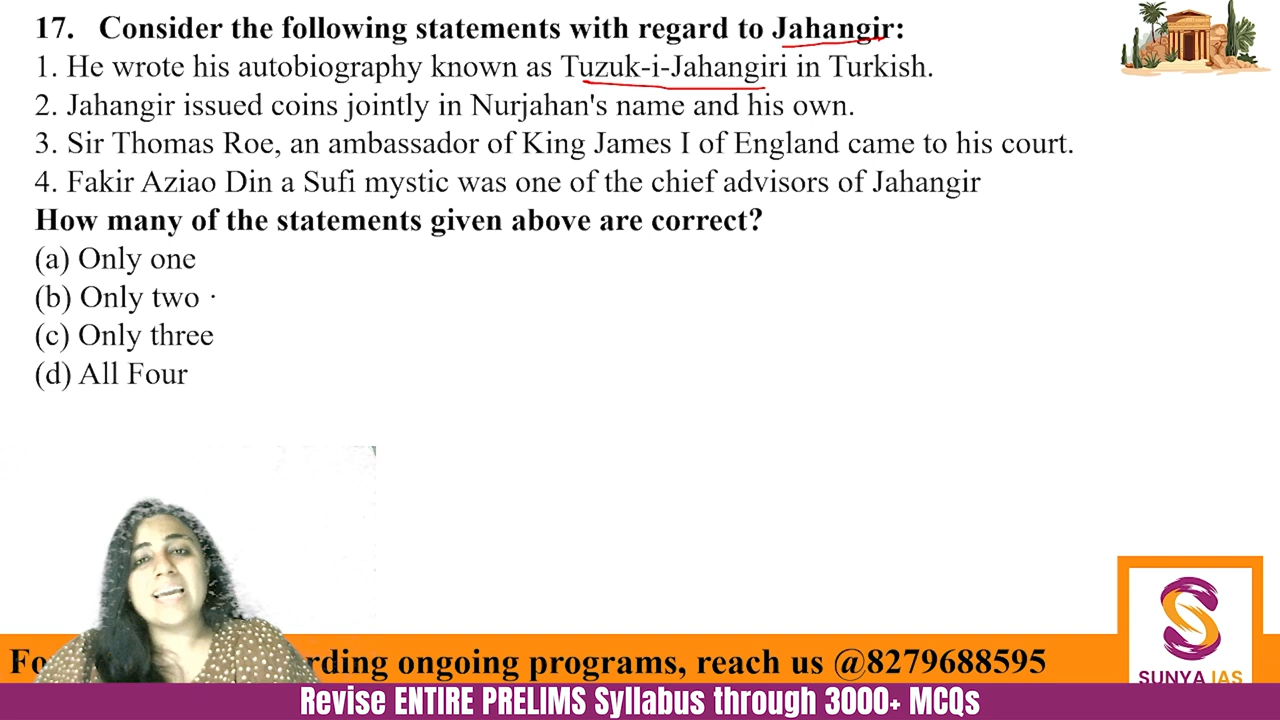 17. Consider the following statements with regard to Jahangir:
1. He wrote his autobiography known as Tuzuk-i-Jahangiri in Turkish.
2. Jahangir issued coins jointly in Nurjahan's name and his own.
3. Sir Thomas Roe, an ambassador of King James I of England came to his court.
4. Fakir Aziao Din a Sufi mystic was one of the chief advisors of Jahangir
How many of the statements given above are correct?
(a) Only one
(b) Only two
(c) Only three
(d) All Four
ongoing programs, reach us @8279688595
SUNYA IAS
Revise ENTIRE PRELIMS Syllabus through 3000+ MCQs